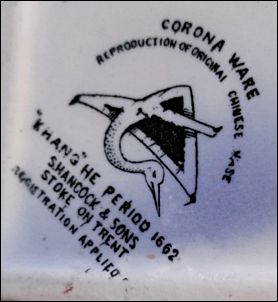 CORONA WARE
REPRODUCTION OF ORIGINAL CHINESE VASE
"KHANG" HE PERIOD 1662
S. HANCOCK & SONS
STOKE ON TRENT
REGISTRATION APPLIED